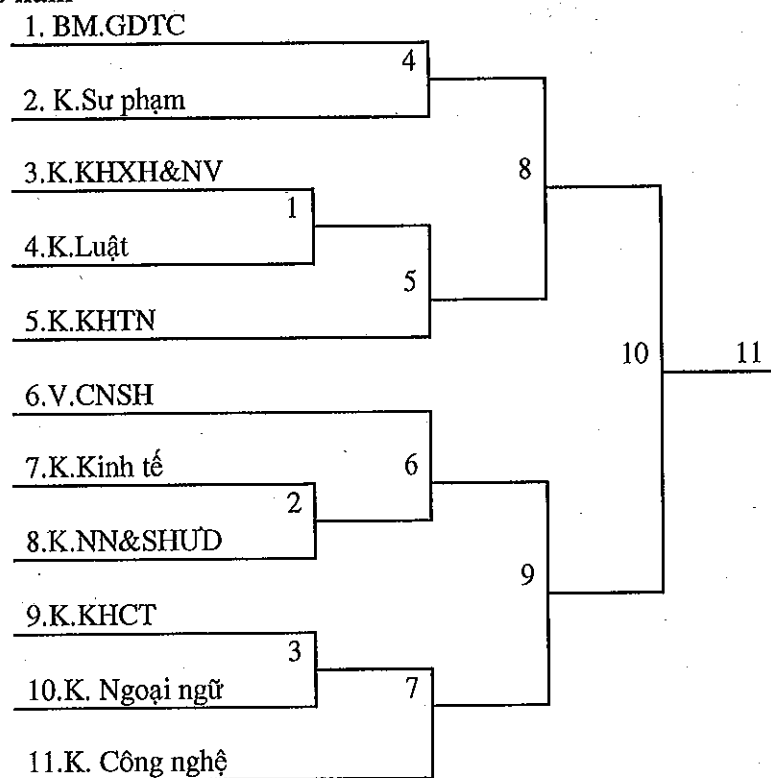 1. BM.GDTC
4
2. K.Sư phạm
3.K.KHXH&NV
8
1
4.K.Luật
5
5.K.KHTN
10
11
6.V.CNSH
7.K.Kinh tế
6
2
8.K.NN&SHƯD
9
9.K.KHCT
3
10.K. Ngoại ngữ
7
11.K. Công nghệ